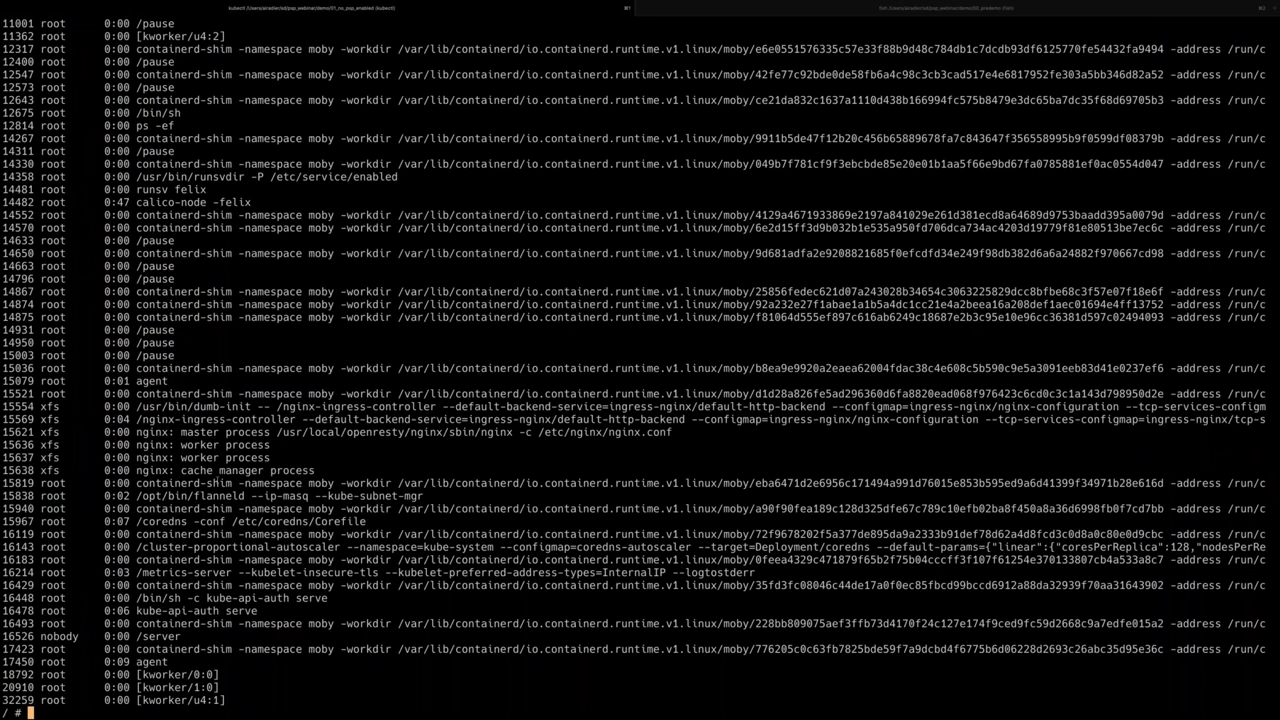 kubectl /Users/airadier/sd/psp_webinar/demo/01_no_psp_enabled (kubectl)
⌘1
fish /Users/airadier/sd/psp_webinar/demo/02_psademo (fish)
⌘2
11001 root 0:00 /pause
11362 root 0:00 [kworker/u4:2]
12317 root 0:00 containerd-shim -namespace moby -workdir /var/lib/containerd/io.containerd.runtime.v1.linux/moby/e6e0551576335c57e33f88b9d48c784db1c7dcdb93df6125770fe54432fa9494 -address /run/c
12400 root 0:00 /pause
12547 root 0:00 containerd-shim -namespace moby -workdir /var/lib/containerd/io.containerd.runtime.v1.linux/moby/42fe77c92bde0de58fb6a4c98c3cb3cad517e4e6817952fe303a5bb346d82a52 -address /run/c
12573 root 0:00 /pause
12643 root 0:00 containerd-shim -namespace moby -workdir /var/lib/containerd/io.containerd.runtime.v1.linux/moby/ce21da832c1637a1110d438b166994fc575b8479e3dc65ba7dc35f68d69705b3 -address /run/c
12675 root 0:00 /bin/sh
12814 root 0:00 ps -ef
14267 root 0:00 containerd-shim -namespace moby -workdir /var/lib/containerd/io.containerd.runtime.v1.linux/moby/9911b5de47f12b20c456b65889678fa7c843647f356558995b9f0599df08379b -address /run/c
14311 root 0:00 /pause
14330 root 0:00 containerd-shim -namespace moby -workdir /var/lib/containerd/io.containerd.runtime.v1.linux/moby/049b7f781cf9f3ebcbde85e20e01b1aa5f66e9bd67fa0785881ef0ac0554d047 -address /run/c
14358 root 0:00 /usr/bin/runsvdir -P /etc/service/enabled
14481 root 0:00 runsv felix
14482 root 0:47 calico-node -felix
14552 root 0:00 containerd-shim -namespace moby -workdir /var/lib/containerd/io.containerd.runtime.v1.linux/moby/4129a4671933869e2197a841029e261d381ecd8a64689d9753baadd395a0079d -address /run/c
14570 root 0:00 containerd-shim -namespace moby -workdir /var/lib/containerd/io.containerd.runtime.v1.linux/moby/6e2d15ff3d9b032b1e535a950fd706dca734ac4203d19779f81e80513be7ec6c -address /run/c
14633 root 0:00 /pause
14650 root 0:00 containerd-shim -namespace moby -workdir /var/lib/containerd/io.containerd.runtime.v1.linux/moby/9d681adfa2e9208821685f0efcdfd34e249f98db382d6a6a24882f970667cd98 -address /run/c
14663 root 0:00 /pause
14796 root 0:00 /pause
14867 root 0:00 containerd-shim -namespace moby -workdir /var/lib/containerd/io.containerd.runtime.v1.linux/moby/25856fedec621d07a243028b34654c3063225829dcc8bfbe68c3f57e07f18e6f -address /run/c
14874 root 0:00 containerd-shim -namespace moby -workdir /var/lib/containerd/io.containerd.runtime.v1.linux/moby/92a232e27f1abae1a1b5a4dc1cc21e4a2beea16a208def1aec01694e4ff13752 -address /run/c
14875 root 0:00 containerd-shim -namespace moby -workdir /var/lib/containerd/io.containerd.runtime.v1.linux/moby/f81064d555ef897c616ab6249c18687e2b3c95e10e96cc36381d597c02494093 -address /run/c
14931 root 0:00 /pause
14950 root 0:00 /pause
15003 root 0:00 /pause
15036 root 0:00 containerd-shim -namespace moby -workdir /var/lib/containerd/io.containerd.runtime.v1.linux/moby/b8ea9e9920a2eaea62004fdac38c4e608c5b590c9e5a3091eeb83d41e0237ef6 -address /run/c
15079 root 0:01 agent
15521 root 0:00 containerd-shim -namespace moby -workdir /var/lib/containerd/io.containerd.runtime.v1.linux/moby/d1d28a826fe5ad296360d6fa8820ead068f976423c6cd0c3c1a143d798950d2e -address /run/c
15554 xfs 0:00 /usr/bin/dumb-init -- /nginx-ingress-controller --default-backend-service=ingress-nginx/default-http-backend --configmap=ingress-nginx/nginx-configuration --tcp-services-configm
15569 xfs 0:04 /nginx-ingress-controller --default-backend-service=ingress-nginx/default-http-backend --configmap=ingress-nginx/nginx-configuration --tcp-services-configmap=ingress-nginx/tcp-s
15621 xfs 0:00 nginx: master process /usr/local/openresty/nginx/sbin/nginx -c /etc/nginx/nginx.conf
15636 xfs 0:00 nginx: worker process
15637 xfs 0:00 nginx: worker process
15638 xfs 0:00 nginx: cache manager process
15819 root 0:00 containerd-shim -namespace moby -workdir /var/lib/containerd/io.containerd.runtime.v1.linux/moby/eba6471d2e6956c171494a991d76015e853b595ed9a6d41399f34971b28e616d -address /run/c
15838 root 0:02 /opt/bin/flanneld --ip-masq --kube-subnet-mgr
15940 root 0:00 containerd-shim -namespace moby -workdir /var/lib/containerd/io.containerd.runtime.v1.linux/moby/a90f90fea189c128d325dfe67c789c10efb02ba8f450a8a36d6998fb0f7cd7bb -address /run/c
15967 root 0:07 /coredns -conf /etc/coredns/Corefile
16119 root 0:00 containerd-shim -namespace moby -workdir /var/lib/containerd/io.containerd.runtime.v1.linux/moby/72f9678202f5a377de895da9a2333b91def78d62a4d8fcd3c0d8a0c80e0d9cbc -address /run/c
16143 root 0:00 /cluster-proportional-autoscaler --namespace=kube-system --configmap=coredns-autoscaler --target=Deployment/coredns --default-params={"linear":{"coresPerReplica":128,"nodesPerRe
16183 root 0:00 containerd-shim -namespace moby -workdir /var/lib/containerd/io.containerd.runtime.v1.linux/moby/0feea4329c471879f65b2f75b04cccff3f107f61254e370133807cb4a533a8c7 -address /run/c
16214 root 0:03 /metrics-server --kubelet-insecure-tls --kubelet-preferred-address-types=InternalIP --logtostderr
16429 root 0:00 containerd-shim -namespace moby -workdir /var/lib/containerd/io.containerd.runtime.v1.linux/moby/35fd3fc08046c44de17a0f0ec85fbcd99bccd6912a88da32939f70aa31643902 -address /run/c
16448 root 0:00 /bin/sh -c kube-api-auth serve
16478 root 0:06 kube-api-auth serve
16493 root 0:00 containerd-shim -namespace moby -workdir /var/lib/containerd/io.containerd.runtime.v1.linux/moby/228bb809075aef3ffb73d4170f24c127e174f9ced9fc59d2668c9a7edfe015a2 -address /run/c
16526 nobody 0:00 /server
17423 root 0:00 containerd-shim -namespace moby -workdir /var/lib/containerd/io.containerd.runtime.v1.linux/moby/776205c0c63fb7825bde59f7a9dcbd4f6775b6d06228d2693c26abc35d95e36c -address /run/c
17450 root 0:09 agent
18792 root 0:00 [kworker/0:0]
20910 root 0:00 [kworker/1:0]
32259 root 0:00 [kworker/u4:1]
/ #